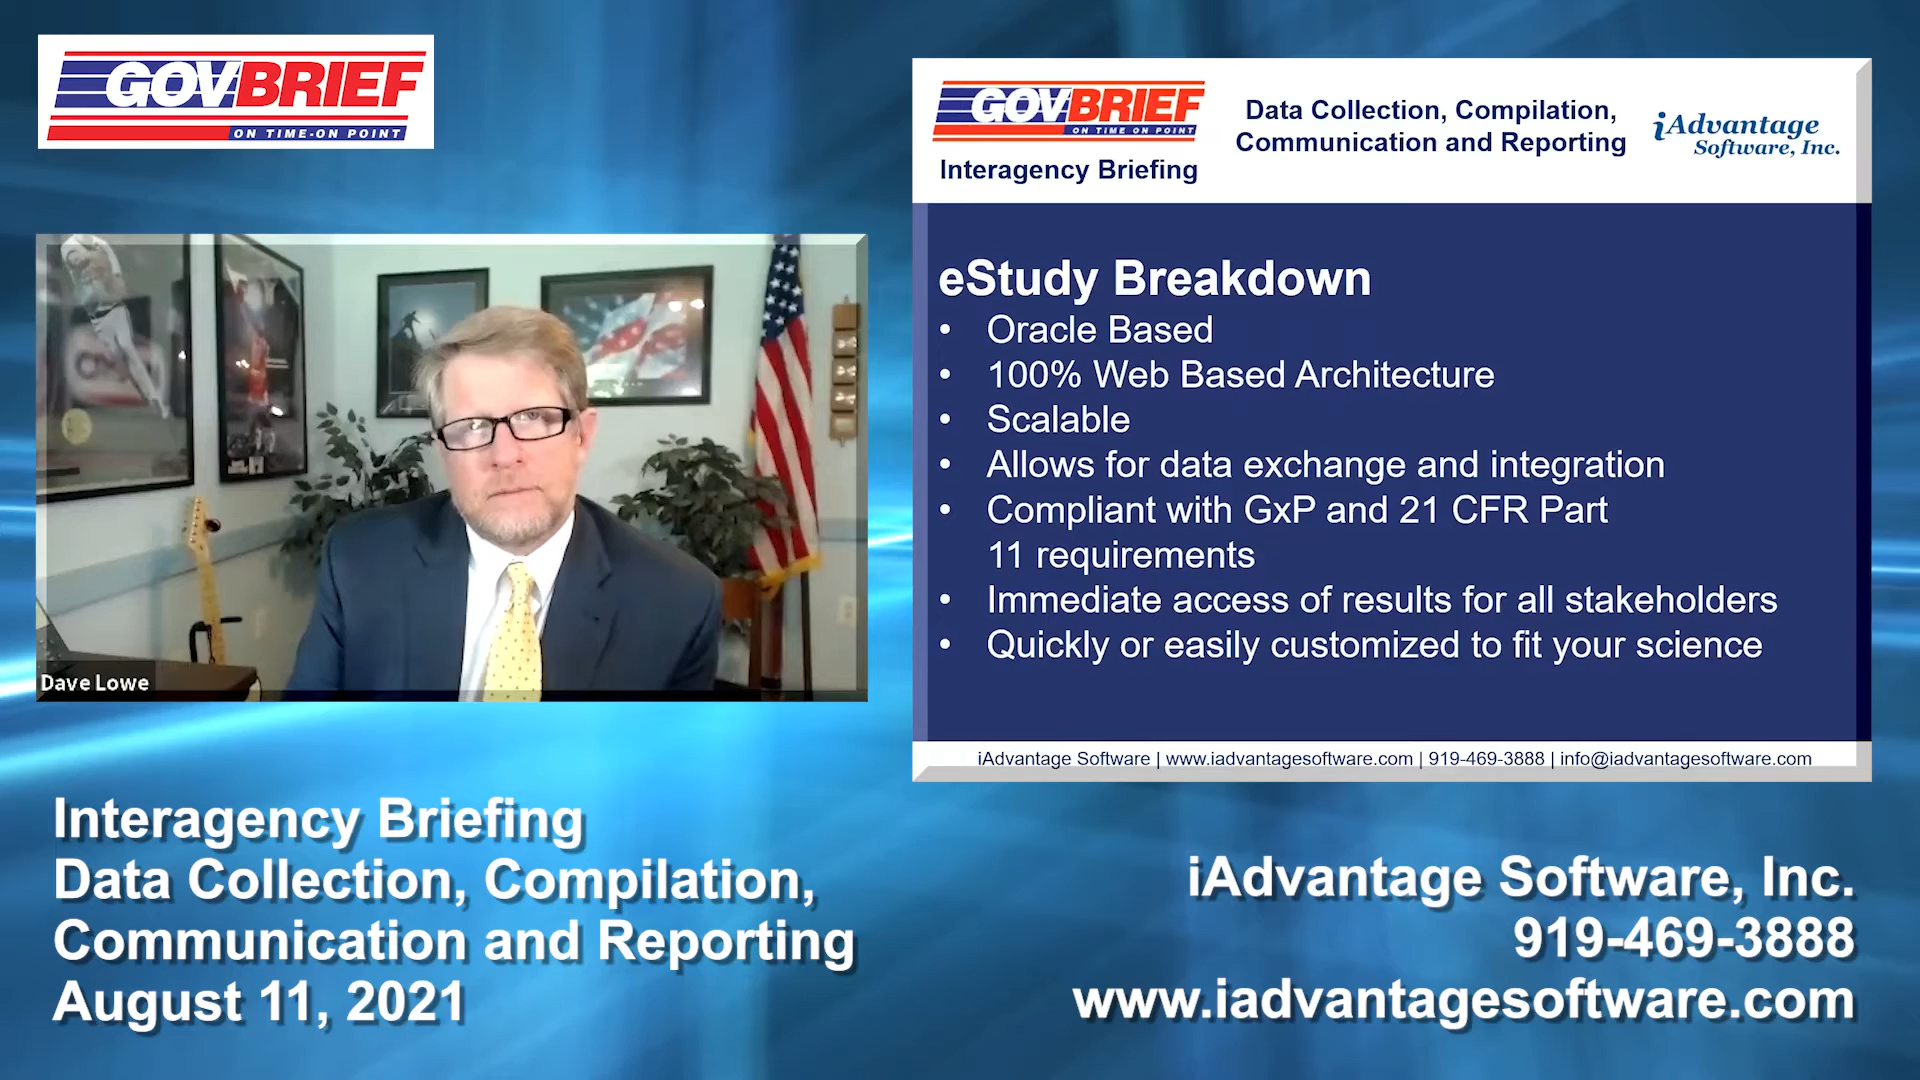 GOVBRIEF
ON TIME-ON POINT
Dave Lowe
Interagency Briefing
Data Collection, Compilation,
Communication and Reporting
August 11, 2021
GOVBRIEF
ON TIME-ON POINT
Interagency Briefing
Data Collection, Compilation,
Communication and Reporting
iAdvantage
Software, Inc.
eStudy Breakdown
• Oracle Based
• 100% Web Based Architecture
• Scalable
• Allows for data exchange and integration
• Compliant with GxP and 21 CFR Part
11 requirements
• Immediate access of results for all stakeholders
• Quickly or easily customized to fit your science
iAdvantage Software | www.iadvantagesoftware.com | 919-469-3888 | info@iadvantagesoftware.com
iAdvantage Software, Inc.
919-469-3888
www.iadvantagesoftware.com